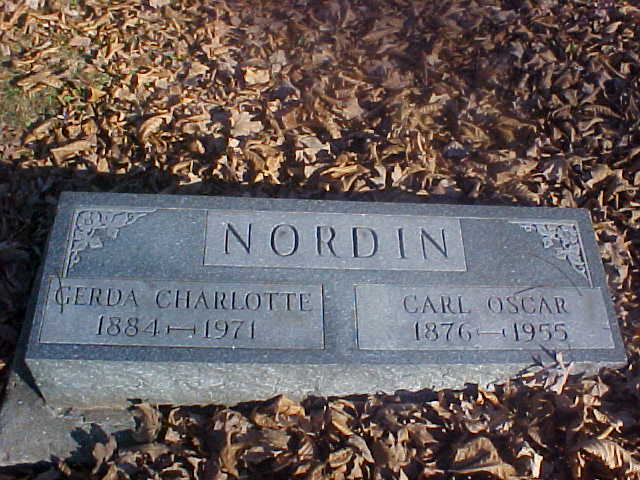 NORDIN
GERDA CHARLOTTE
1884—1971
CARL OSCAR
1876—1955